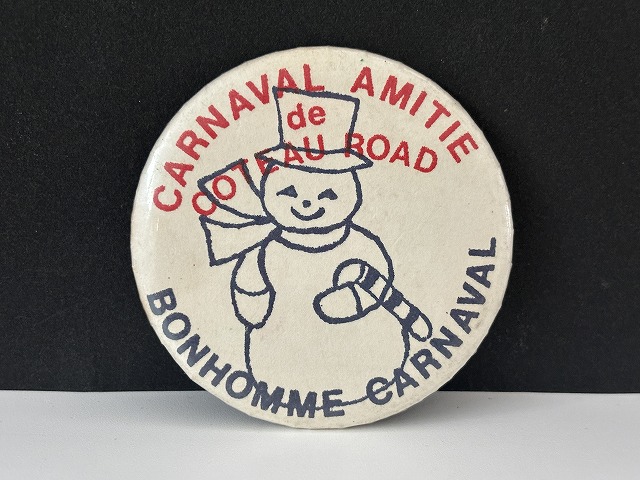 CARNAVAL AMITIE
de
COTEAU ROAD
BONHOMME CARNAVAL